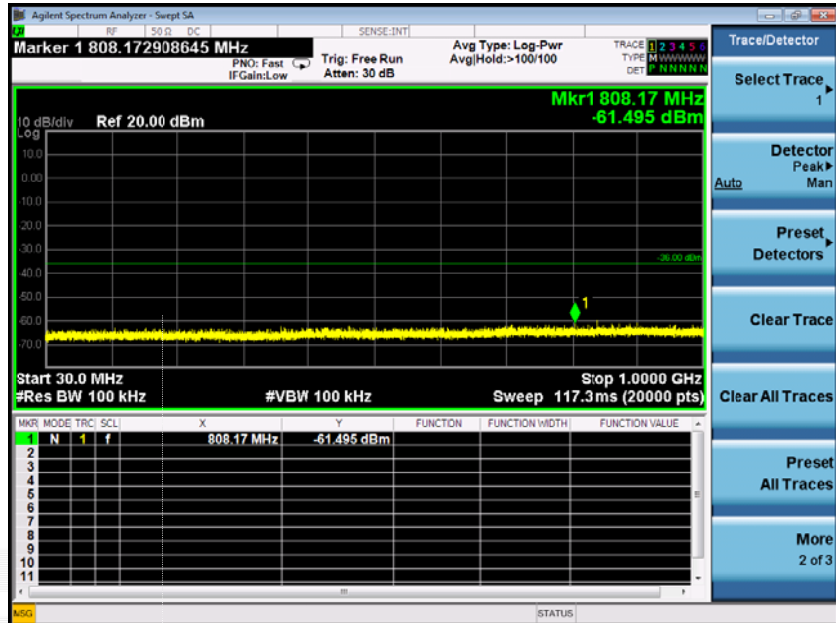 Agilent Spectrum Analyzer - Swept SA
RF 50 Ω DC SENSE:INT
Marker 1 808.172908645 MHz
PNO: Fast
IFGain:Low
Trig: Free Run
Atten: 30 dB
Avg Type: Log-Pwr
Avg|Hold:>100/100
TRACE 1 2 3 4 5 6
TYPE M WWWWW
DET P N N N N N
Mkr1 808.17 MHz
-61.495 dBm
10 dB/div Ref 20.00 dBm
Log
10.0
0.00
-10.0
-20.0
-30.0
-36.00 dBm
-40.0
-50.0
1
-60.0
-70.0
Start 30.0 MHz Stop 1.0000 GHz
#Res BW 100 kHz #VBW 100 kHz Sweep 117.3 ms (20000 pts)
MKR MODE TRC SCL X Y FUNCTION FUNCTION WIDTH FUNCTION VALUE
1 N 1 f 808.17 MHz -61.495 dBm
2
3
4
5
6
7
8
9
10
11
MSG STATUS
Trace/Detector
Select Trace
1
Detector
Peak
Auto Man
Preset
Detectors
Clear Trace
Clear All Traces
Preset
All Traces
More
2 of 3